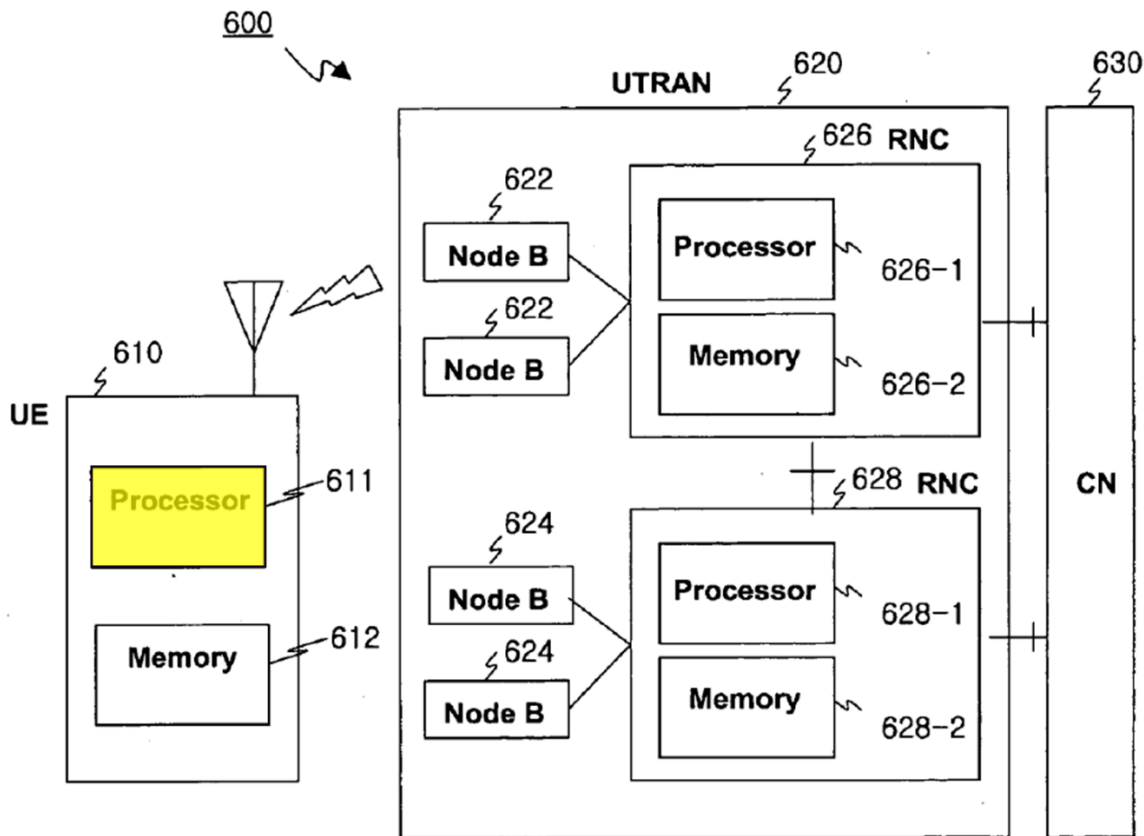 600
UTRAN
620
630
626 RNC
622
Node B
Processor
626-1
622
Node B
Memory
626-2
610
UE
Processor
611
Memory
612
628 RNC
CN
624
Node B
Processor
628-1
624
Node B
Memory
628-2